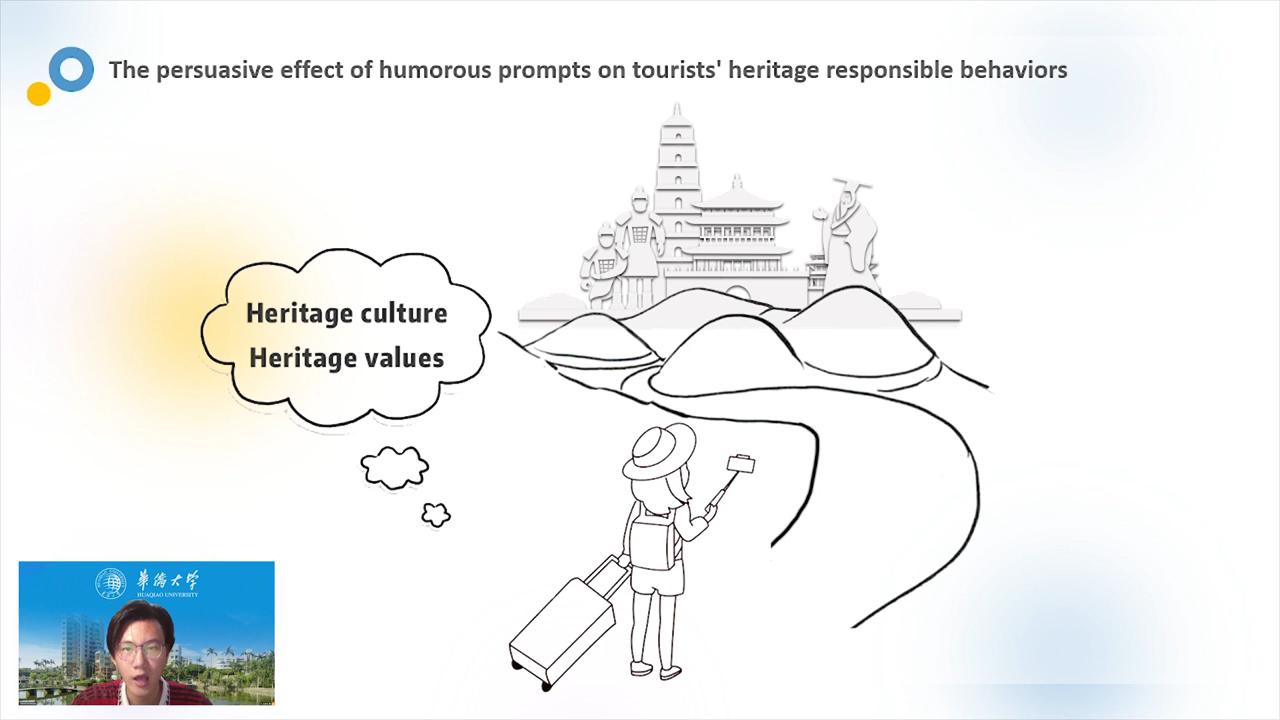 The persuasive effect of humorous prompts on tourists' heritage responsible behaviors
Heritage culture
Heritage values
華僑大学
HUAQIAO UNIVERSITY